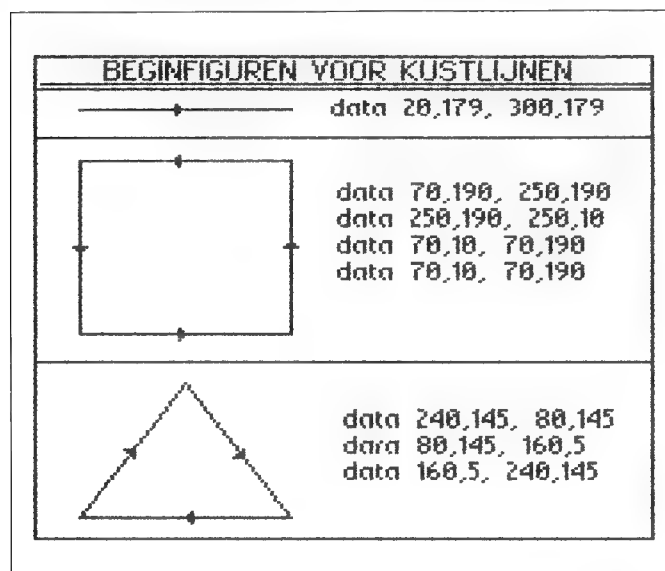 BEGINFIGUREN VOOR KUSTLIJNEN
data 20,179, 300,179
data 70,190, 250,190
data 250,190, 250,10
data 70,10, 70,190
data 70,10, 70,190
data 240,145, 80,145
dara 80,145, 160,5
data 160,5, 240,145